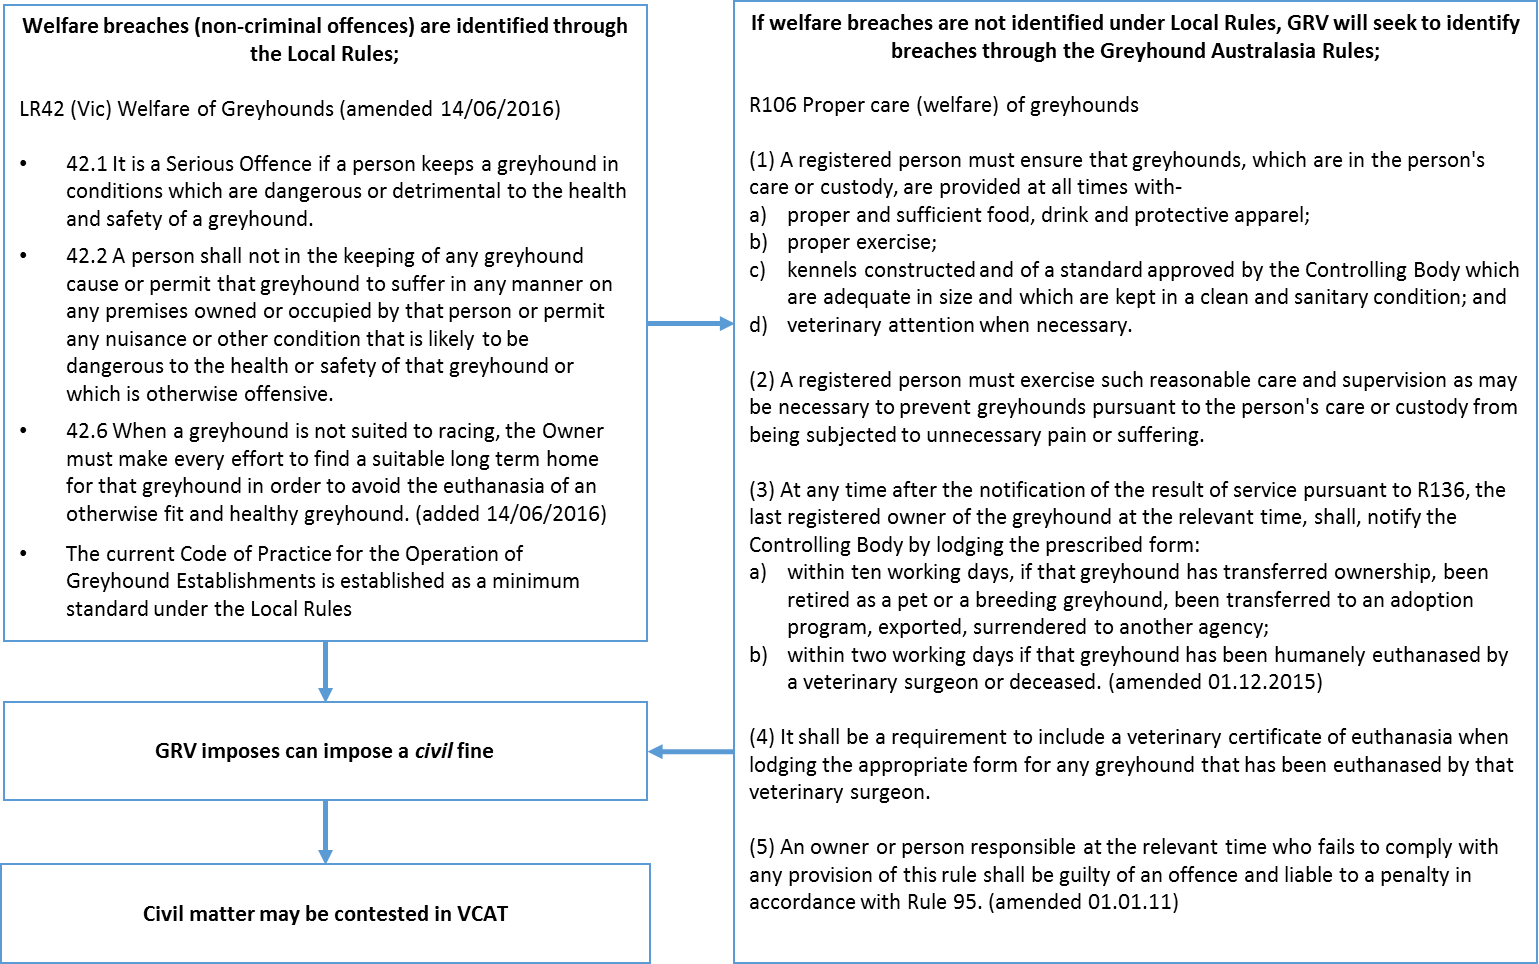 Welfare breaches (non-criminal offences) are identified through
the Local Rules;
LR42 (Vic) Welfare of Greyhounds (amended 14/06/2016)
• 42.1 It is a Serious Offence if a person keeps a greyhound in
conditions which are dangerous or detrimental to the health
and safety of a greyhound.
• 42.2 A person shall not in the keeping of any greyhound
cause or permit that greyhound to suffer in any manner on
any premises owned or occupied by that person or permit
any nuisance or other condition that is likely to be
dangerous to the health or safety of that greyhound or
which is otherwise offensive.
• 42.6 When a greyhound is not suited to racing, the Owner
must make every effort to find a suitable long term home
for that greyhound in order to avoid the euthanasia of an
otherwise fit and healthy greyhound. (added 14/06/2016)
• The current Code of Practice for the Operation of
Greyhound Establishments is established as a minimum
standard under the Local Rules
If welfare breaches are not identified under Local Rules, GRV will seek to identify
breaches through the Greyhound Australasia Rules;
R106 Proper care (welfare) of greyhounds
(1) A registered person must ensure that greyhounds, which are in the person's
care or custody, are provided at all times with-
a) proper and sufficient food, drink and protective apparel;
b) proper exercise;
c) kennels constructed and of a standard approved by the Controlling Body which
are adequate in size and which are kept in a clean and sanitary condition; and
d) veterinary attention when necessary.
(2) A registered person must exercise such reasonable care and supervision as may
be necessary to prevent greyhounds pursuant to the person's care or custody from
being subjected to unnecessary pain or suffering.
(3) At any time after the notification of the result of service pursuant to R136, the
last registered owner of the greyhound at the relevant time, shall, notify the
Controlling Body by lodging the prescribed form:
a) within ten working days, if that greyhound has transferred ownership, been
retired as a pet or a breeding greyhound, been transferred to an adoption
program, exported, surrendered to another agency;
b) within two working days if that greyhound has been humanely euthanased by
a veterinary surgeon or deceased. (amended 01.12.2015)
(4) It shall be a requirement to include a veterinary certificate of euthanasia when
lodging the appropriate form for any greyhound that has been euthanased by that
veterinary surgeon.
(5) An owner or person responsible at the relevant time who fails to comply with
any provision of this rule shall be guilty of an offence and liable to a penalty in
accordance with Rule 95. (amended 01.01.11)
GRV imposes can impose a civil fine
Civil matter may be contested in VCAT